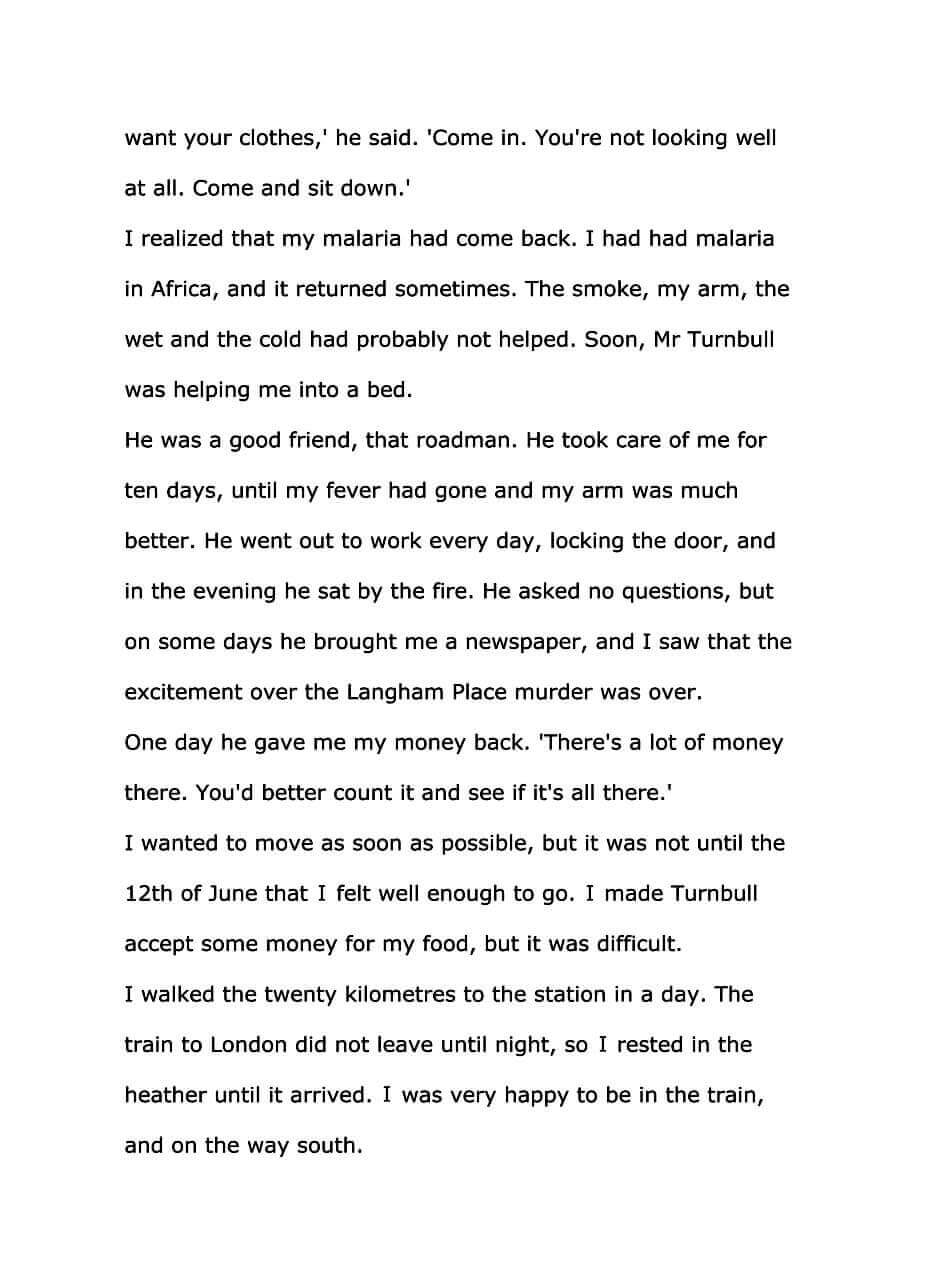 want your clothes,' he said. 'Come in. You're not looking well
at all. Come and sit down.'
I realized that my malaria had come back. I had had malaria
in Africa, and it returned sometimes. The smoke, my arm, the
wet and the cold had probably not helped. Soon, Mr Turnbull
was helping me into a bed.
He was a good friend, that roadman. He took care of me for
ten days, until my fever had gone and my arm was much
better. He went out to work every day, locking the door, and
in the evening he sat by the fire. He asked no questions, but
on some days he brought me a newspaper, and I saw that the
excitement over the Langham Place murder was over.
One day he gave me my money back. 'There's a lot of money
there. You'd better count it and see if it's all there.'
I wanted to move as soon as possible, but it was not until the
12th of June that I felt well enough to go. I made Turnbull
accept some money for my food, but it was difficult.
I walked the twenty kilometres to the station in a day. The
train to London did not leave until night, so I rested in the
heather until it arrived. I was very happy to be in the train,
and on the way south.